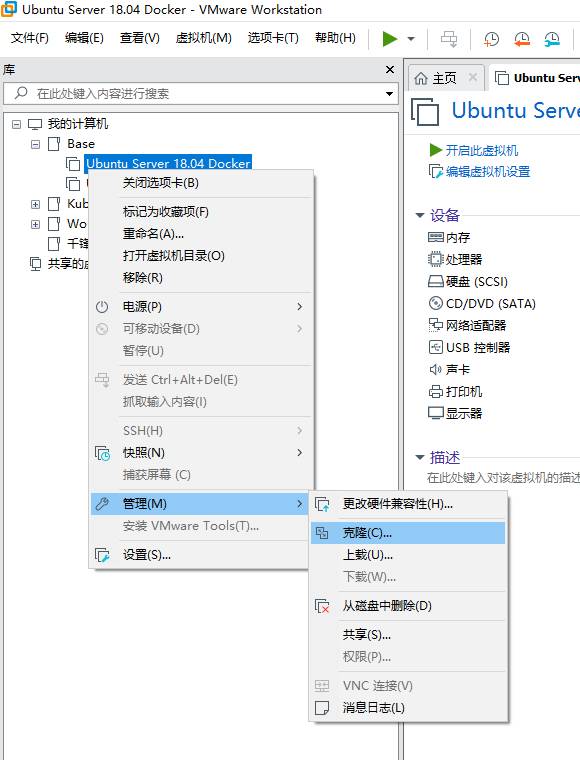 Ubuntu Server 18.04 Docker - VMware Workstation
文件(F) 编辑(E) 查看(V) 虚拟机(M) 选项卡(T) 帮助(H)
库
在此处键入内容进行搜索
我的计算机
Base
Ubuntu Server 18.04 Docker
Kub
Wo
千锋
共享的虚
关闭选项卡(B)
标记为收藏项(F)
重命名(A)...
打开虚拟机目录(O)
移除(R)
电源(P)
可移动设备(D)
暂停(U)
发送 Ctrl+Alt+Del(E)
抓取输入内容(I)
SSH(H)
快照(N)
捕获屏幕 (C)
管理(M)
安装 VMware Tools(T)...
设置(S)...
更改硬件兼容性(H)...
克隆(C)...
上载(U)...
下载(W)...
从磁盘中删除(D)
共享(S)...
权限(P)...
VNC 连接(V)
消息日志(L)
主页
Ubuntu Serv
Ubuntu Serve
开启此虚拟机
编辑虚拟机设置
设备
内存
处理器
硬盘 (SCSI)
CD/DVD (SATA)
网络适配器
USB 控制器
声卡
打印机
显示器
描述
在此处键入对该虚拟机的描述